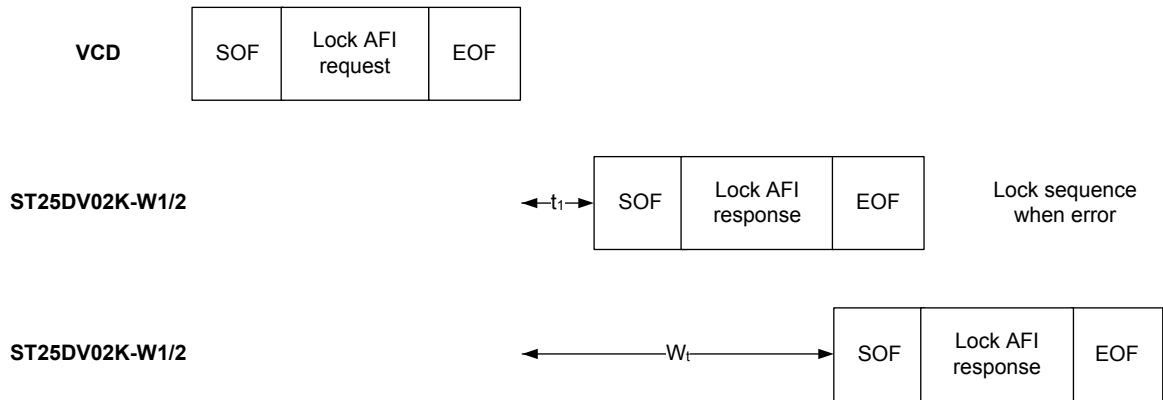 VCD
SOF
Lock AFI
request
EOF
ST25DV02K-W1/2
t1
SOF
Lock AFI
response
EOF
Lock sequence
when error
ST25DV02K-W1/2
Wt
SOF
Lock AFI
response
EOF